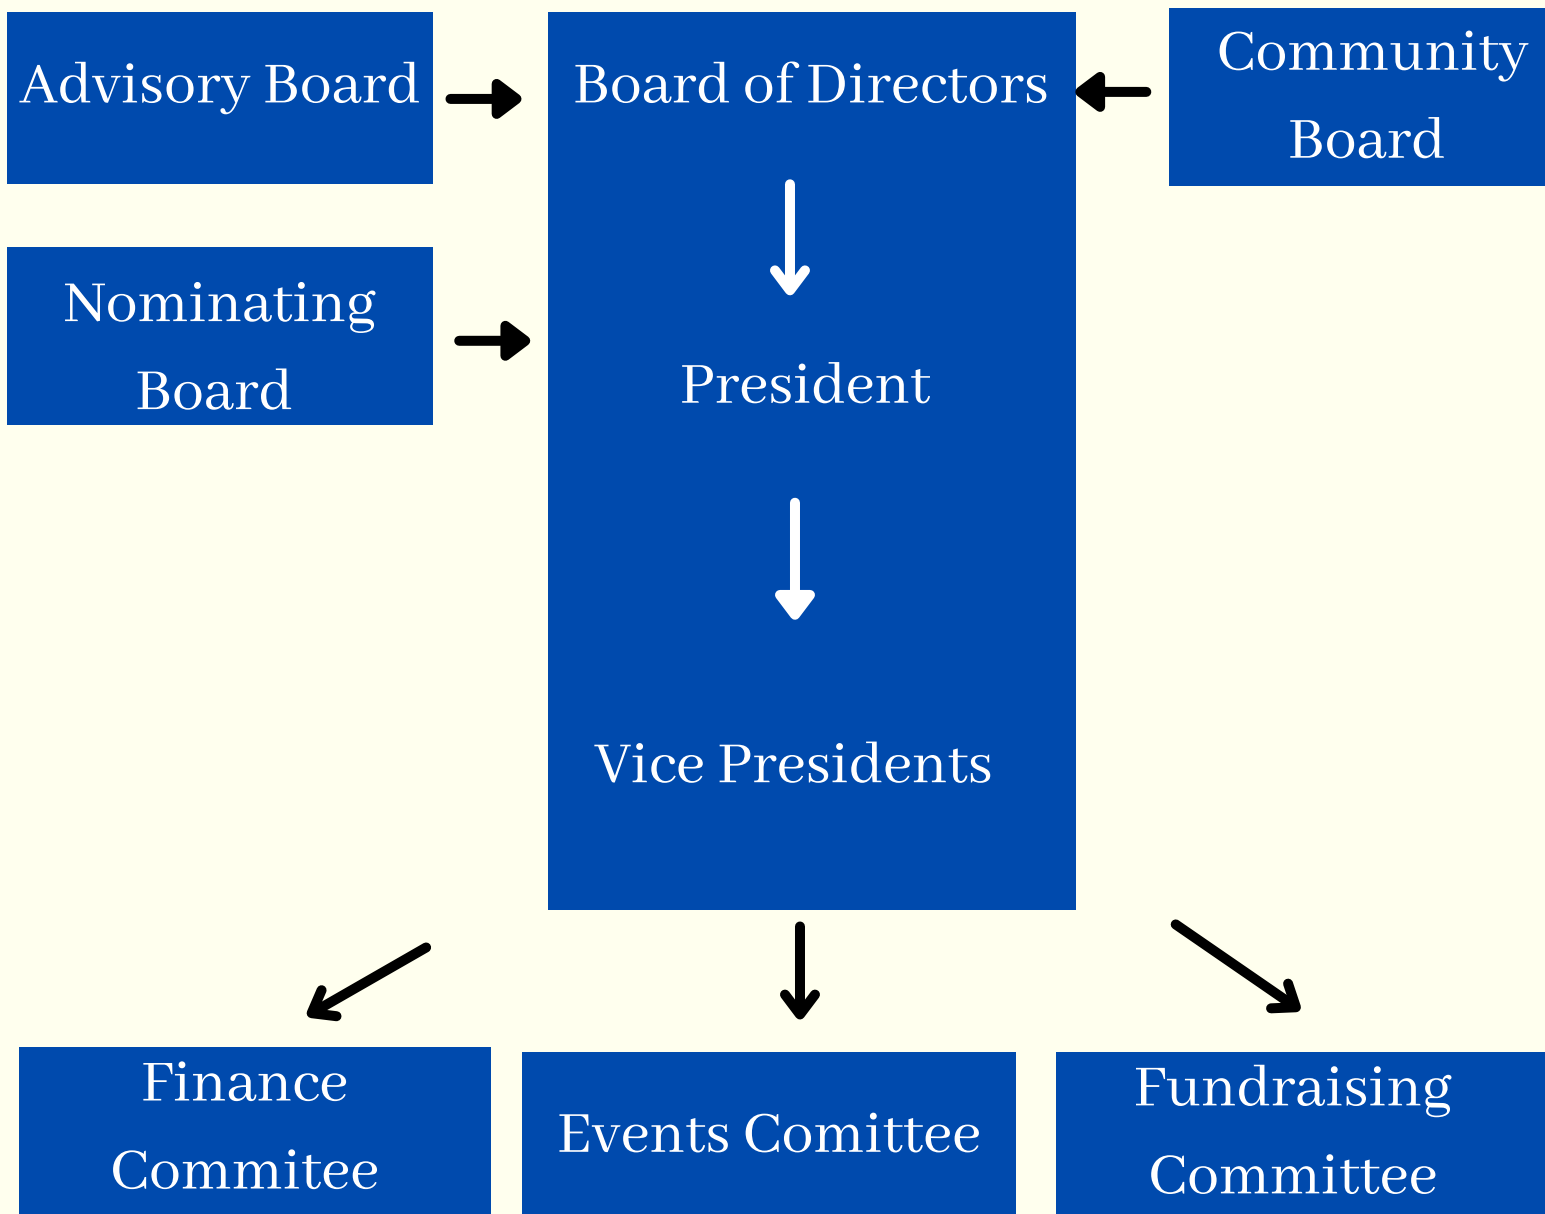 Advisory Board
Board of Directors
Community
Board
Nominating
Board
President
Vice Presidents
Finance
Commitee
Events Comittee
Fundraising
Committee